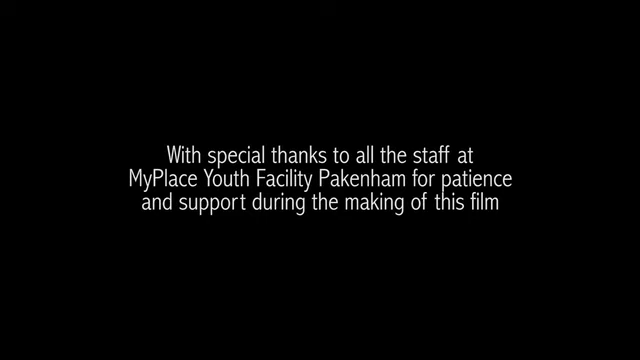 With special thanks to all the staff at
MyPlace Youth Facility Pakenham for patience
and support during the making of this film